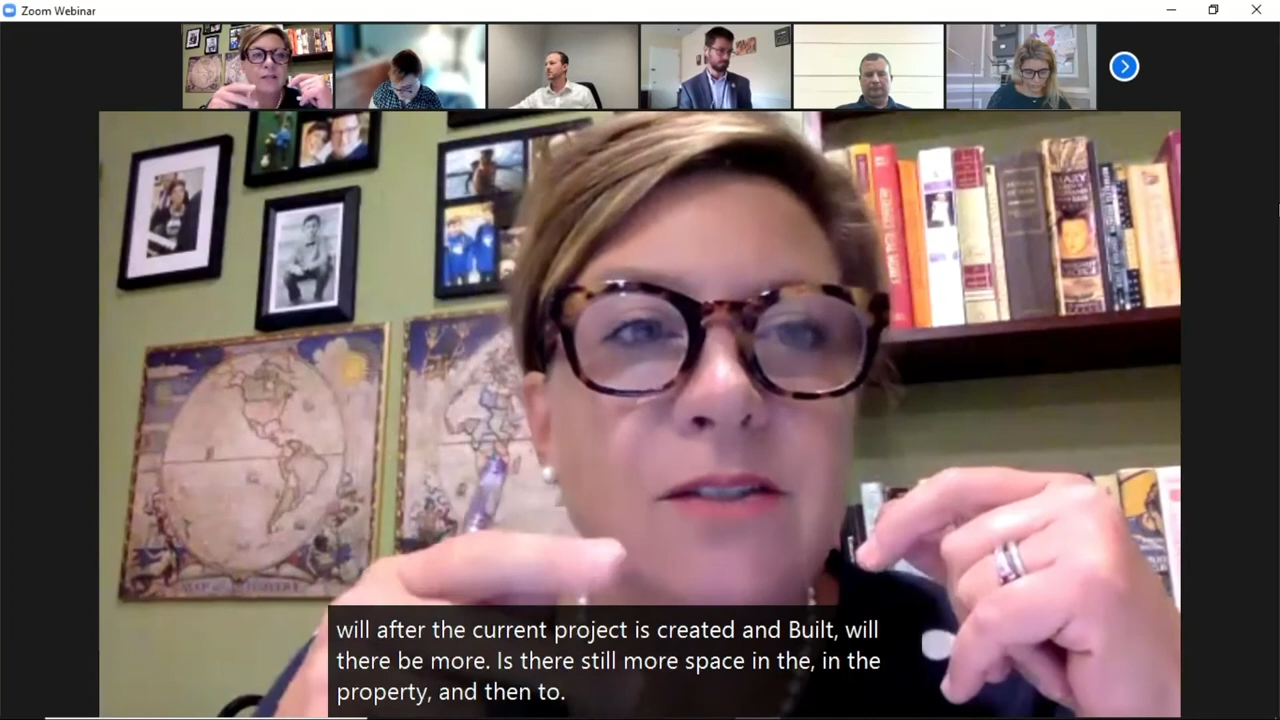 Zoom Webinar
will after the current project is created and Built, will
there be more. Is there still more space in the, in the
property, and then to.